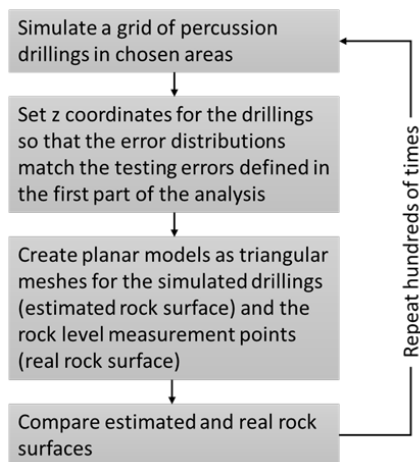 Simulate a grid of percussion
drillings in chosen areas
Set z coordinates for the drillings
so that the error distributions
match the testing errors defined in
the first part of the analysis
Create planar models as triangular
meshes for the simulated drillings
(estimated rock surface) and the
rock level measurement points
(real rock surface)
Compare estimated and real rock
surfaces
Repeat hundreds of times